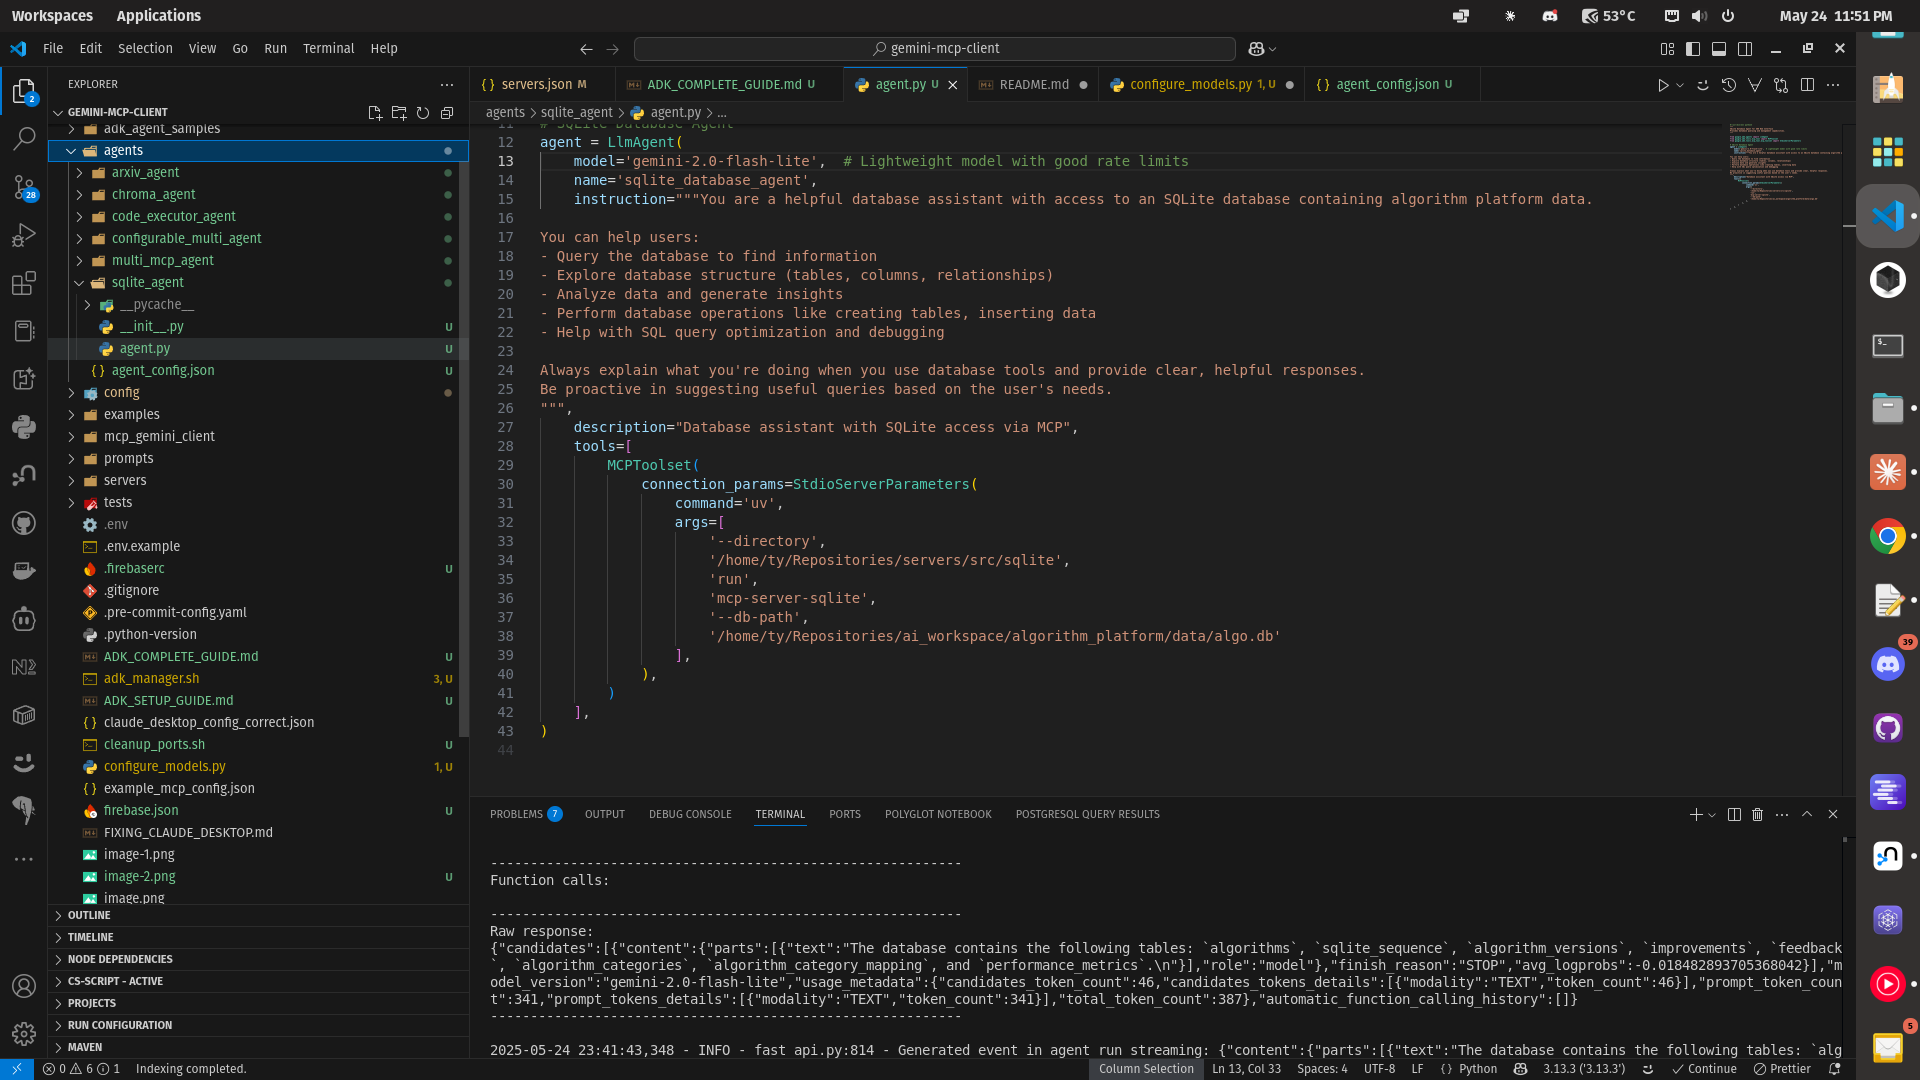 Workspaces Applications 53°C May 24 11:51 PM
File Edit Selection View Go Run Terminal Help gemini-mcp-client
EXPLORER
GEMINI-MCP-CLIENT
adk_agent_samples
agents
arxiv_agent
chroma_agent
code_executor_agent
configurable_multi_agent
multi_mcp_agent
sqlite_agent
__pycache__
__init__.py U
agent.py U
agent_config.json U
config
examples
mcp_gemini_client
prompts
servers
tests
.env
.env.example
.firebaserc U
.gitignore
.pre-commit-config.yaml
.python-version
ADK_COMPLETE_GUIDE.md U
adk_manager.sh 3, U
ADK_SETUP_GUIDE.md U
claude_desktop_config_correct.json
cleanup_ports.sh U
configure_models.py 1, U
example_mcp_config.json
firebase.json U
FIXING_CLAUDE_DESKTOP.md
image-1.png
image-2.png U
image.png
OUTLINE
TIMELINE
NODE DEPENDENCIES
CS-SCRIPT - ACTIVE
PROJECTS
RUN CONFIGURATION
MAVEN
2
28
servers.json M ADK_COMPLETE_GUIDE.md U agent.py U README.md configure_models.py 1, U agent_config.json U
agents > sqlite_agent > agent.py > ...
11 # SQLite Database Agent
12 agent = LlmAgent(
13 model='gemini-2.0-flash-lite', # Lightweight model with good rate limits
14 name='sqlite_database_agent',
15 instruction="""You are a helpful database assistant with access to an SQLite database containing algorithm platform data.
16
17 You can help users:
18 - Query the database to find information
19 - Explore database structure (tables, columns, relationships)
20 - Analyze data and generate insights
21 - Perform database operations like creating tables, inserting data
22 - Help with SQL query optimization and debugging
23
24 Always explain what you're doing when you use database tools and provide clear, helpful responses.
25 Be proactive in suggesting useful queries based on the user's needs.
26 """,
27 description="Database assistant with SQLite access via MCP",
28 tools=[
29 MCPToolset(
30 connection_params=StdioServerParameters(
31 command='uv',
32 args=[
33 '--directory',
34 '/home/ty/Repositories/servers/src/sqlite',
35 'run',
36 'mcp-server-sqlite',
37 '--db-path',
38 '/home/ty/Repositories/ai_workspace/algorithm_platform/data/algo.db'
39 ],
40 ),
41 )
42 ],
43 )
44
PROBLEMS 7 OUTPUT DEBUG CONSOLE TERMINAL PORTS POLYGLOT NOTEBOOK POSTGRESQL QUERY RESULTS
--------------------------------------------------------
Function calls:
--------------------------------------------------------
Raw response:
{"candidates":[{"content":{"parts":[{"text":"The database contains the following tables: `algorithms`, `sqlite_sequence`, `algorithm_versions`, `improvements`, `feedback
`, `algorithm_categories`, `algorithm_category_mapping`, and `performance_metrics`.\n"}],"role":"model"},"finish_reason":"STOP","avg_logprobs":-0.018482893705368042}],"m
odel_version":"gemini-2.0-flash-lite","usage_metadata":{"candidates_token_count":46,"candidates_tokens_details":[{"modality":"TEXT","token_count":46}],"prompt_token_coun
t":341,"prompt_tokens_details":[{"modality":"TEXT","token_count":341}],"total_token_count":387},"automatic_function_calling_history":[]}
--------------------------------------------------------
2025-05-24 23:41:43,348 - INFO - fast_api.py:814 - Generated event in agent run streaming: {"content":{"parts":[{"text":"The database contains the following tables: `alg
0 6 1 Indexing completed. Column Selection Ln 13, Col 33 Spaces: 4 UTF-8 LF Python 3.13.3 ('3.13.3') Continue Prettier
39
5